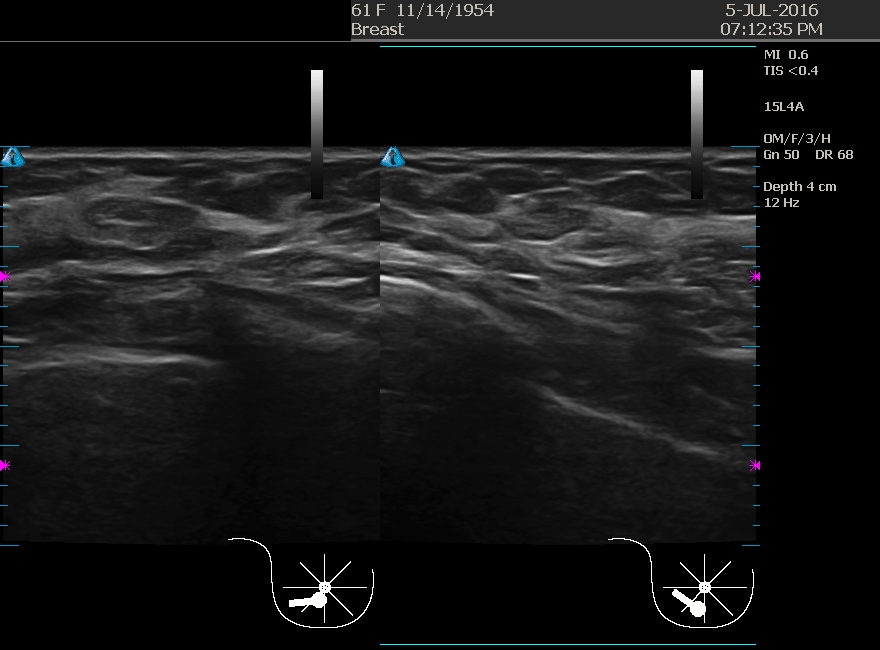 61 F 11/14/1954
5-JUL-2016
Breast
07:12:35 PM
MI 0.6
TIS <0.4
15L4A
OM/F/3/H
Gn 50 DR 68
Depth 4 cm
12 Hz